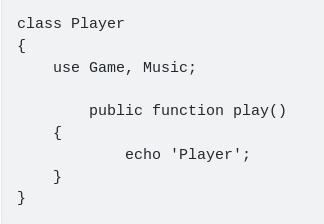 class Player
{
    use Game, Music;

        public function play()
    {
            echo 'Player';
    }
}